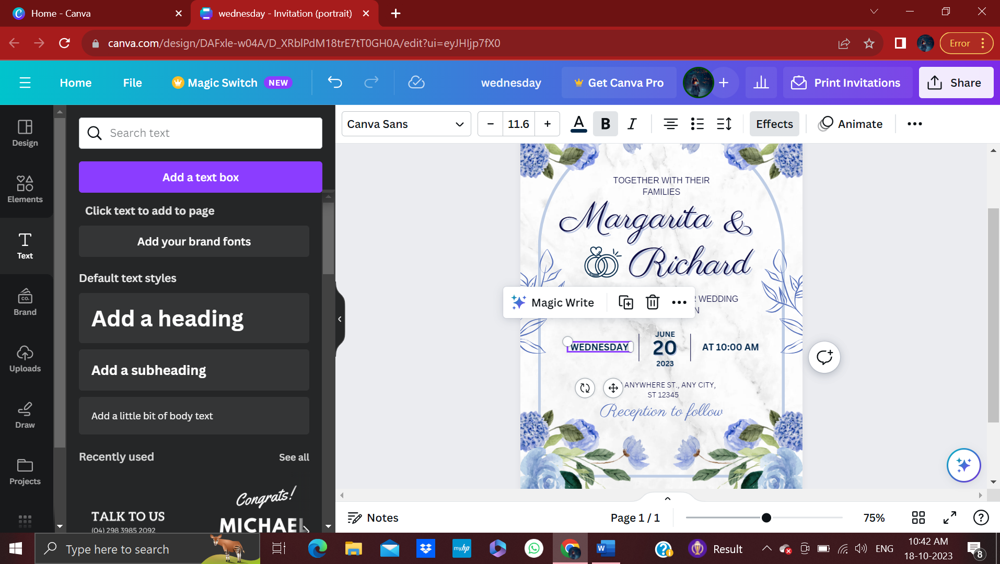 Home - Canva
wednesday - Invitation (portrait)
canva.com/design/DAFxle-w04A/D_XRblPdM18trE7tT0GH0A/edit?ui=eyJHIjp7fX0
Error
Home
File
Magic Switch
NEW
wednesday
Get Canva Pro
Print Invitations
Share
Design
Elements
Text
Brand
CO.
Uploads
Draw
Projects
Search text
Add a text box
Click text to add to page
Add your brand fonts
Default text styles
Add a heading
Add a subheading
Add a little bit of body text
Recently used
See all
TALK TO US
(04) 298 3985 2092
Congrats!
MICHAEL
Canva Sans
11.6
A
B
I
Effects
Animate
TOGETHER WITH THEIR
FAMILIES
Margarita &
Richard
Magic Write
R WEDDING
N
WEDNESDAY
JUNE
20
2023
AT 10:00 AM
ANYWHERE ST., ANY CITY,
ST 12345
Reception to follow
Notes
Page 1 / 1
75%
Type here to search
myhp
W
Result
ENG
10:42 AM
18-10-2023
8